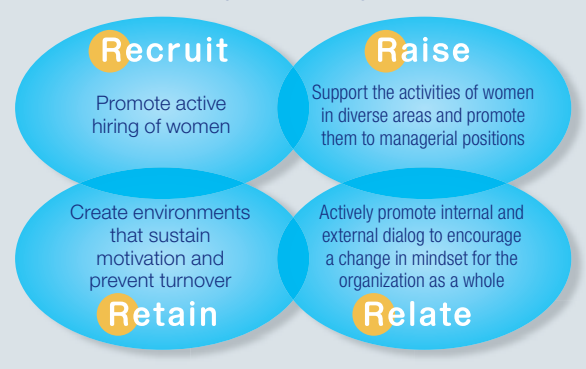 Recruit
Promote active
hiring of women
Raise
Support the activities of women
in diverse areas and promote
them to managerial positions
Create environments
that sustain
motivation and
prevent turnover
Retain
Actively promote internal and
external dialog to encourage
a change in mindset for the
organization as a whole
Relate